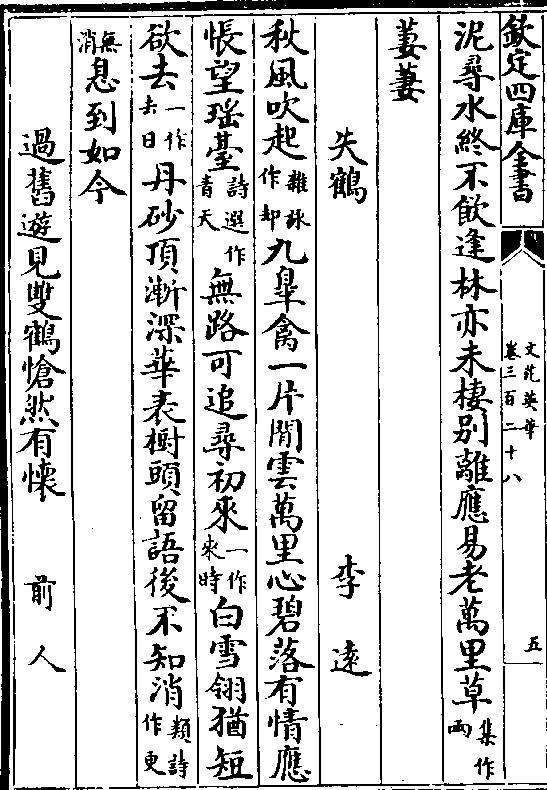 欽定四庫全書
文苑英華
卷三百二十八
五
泥尋水終不飲逢林亦未棲别離應易老萬里草集作兩
萋萋
失鶴 李遠
秋風吹起雜詠作却九臯禽一片閒雲萬里心碧落有情應
悵望瑶臺詩選作青天無路可追尋初來一作來時白雪翎猶短
欲去一作去日丹砂頂漸深華表樹頭留語後不知消類詩作更
無消息到如今
過舊遊見雙鶴愴然有懷 前人